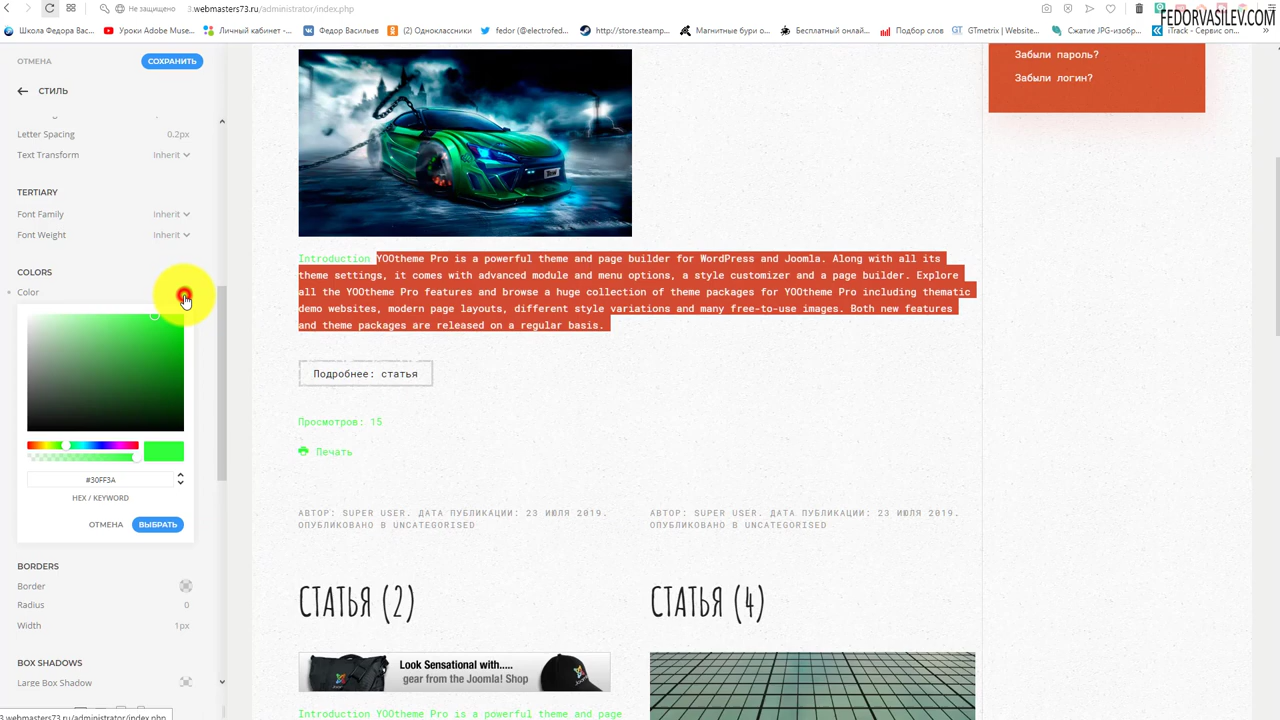 Не защищено
3.webmasters73.ru/administrator/index.php
FEDORVASILEV.COM
Школа Федора Вас...
Уроки Adobe Muse...
Личный кабинет -...
Федор Васильев
(2) Одноклассники
fedor (@electrofed...
http://store.steamp...
Магнитные бури о...
Бесплатный онлай...
Подбор слов
GT GTmetrix | Website...
Сжатие JPG-изобр...
iTrack - Сервис оп...
ОТМЕНА
СОХРАНИТЬ
СТИЛЬ
Letter Spacing 0.2px
Text Transform Inherit
TERTIARY
Font Family Inherit
Font Weight Inherit
COLORS
Color
#30FF3A
HEX / KEYWORD
ОТМЕНА
ВЫБРАТЬ
BORDERS
Border
Radius 0
Width 1px
BOX SHADOWS
Large Box Shadow
3.webmasters73.ru/administrator/index.php
Introduction YOOtheme Pro is a powerful theme and page builder for WordPress and Joomla. Along with all its
theme settings, it comes with advanced module and menu options, a style customizer and a page builder. Explore
all the YOOtheme Pro features and browse a huge collection of theme packages for YOOtheme Pro including thematic
demo websites, modern page layouts, different style variations and many free-to-use images. Both new features
and theme packages are released on a regular basis.
Подробнее: статья
Просмотров: 15
Печать
АВТОР: SUPER USER. ДАТА ПУБЛИКАЦИИ: 23 ИЮЛЯ 2019.
ОПУБЛИКОВАНО В UNCATEGORISED
СТАТЬЯ (2)
Look Sensational with.....
gear from the Joomla! Shop
Introduction YOOtheme Pro is a powerful theme and page
АВТОР: SUPER USER. ДАТА ПУБЛИКАЦИИ: 23 ИЮЛЯ 2019.
ОПУБЛИКОВАНО В UNCATEGORISED
СТАТЬЯ (4)
Забыли пароль?
Забыли логин?